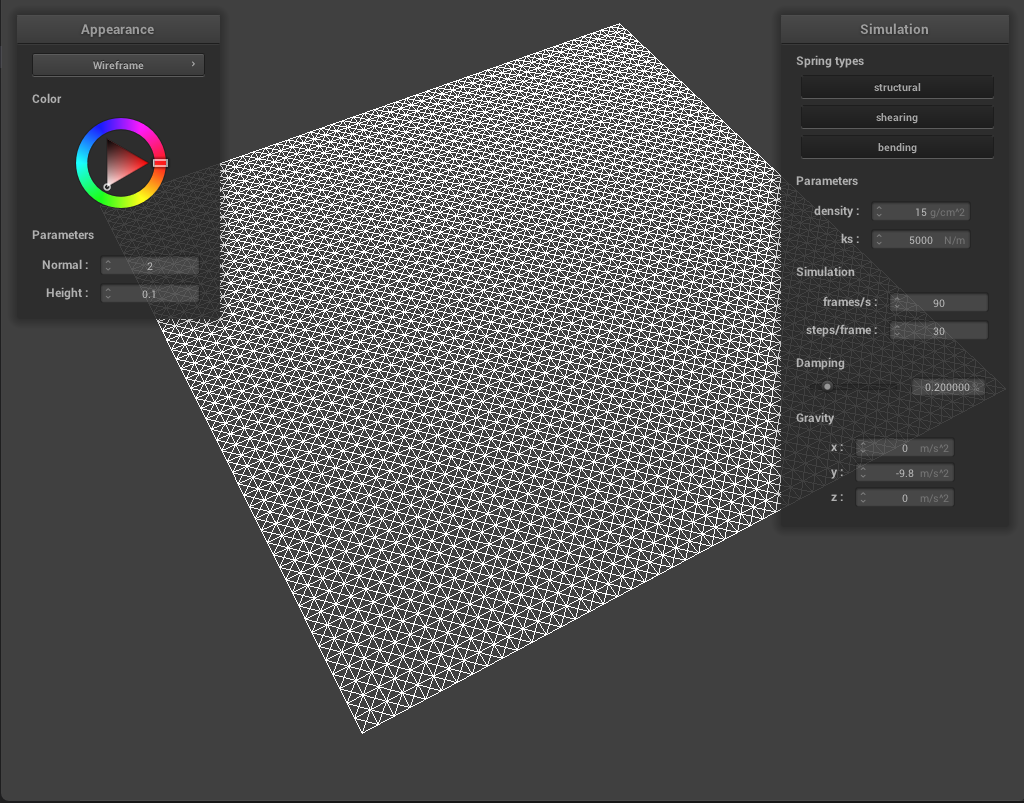 Appearance
Wireframe ›
Color
Parameters
Normal : 2
Height : 0.1
Simulation
Spring types
structural
shearing
bending
Parameters
density : 15 g/cm^2
ks : 5000 N/m
Simulation
frames/s : 90
steps/frame : 30
Damping
0.200000 %
Gravity
x : 0 m/s^2
y : -9.8 m/s^2
z : 0 m/s^2